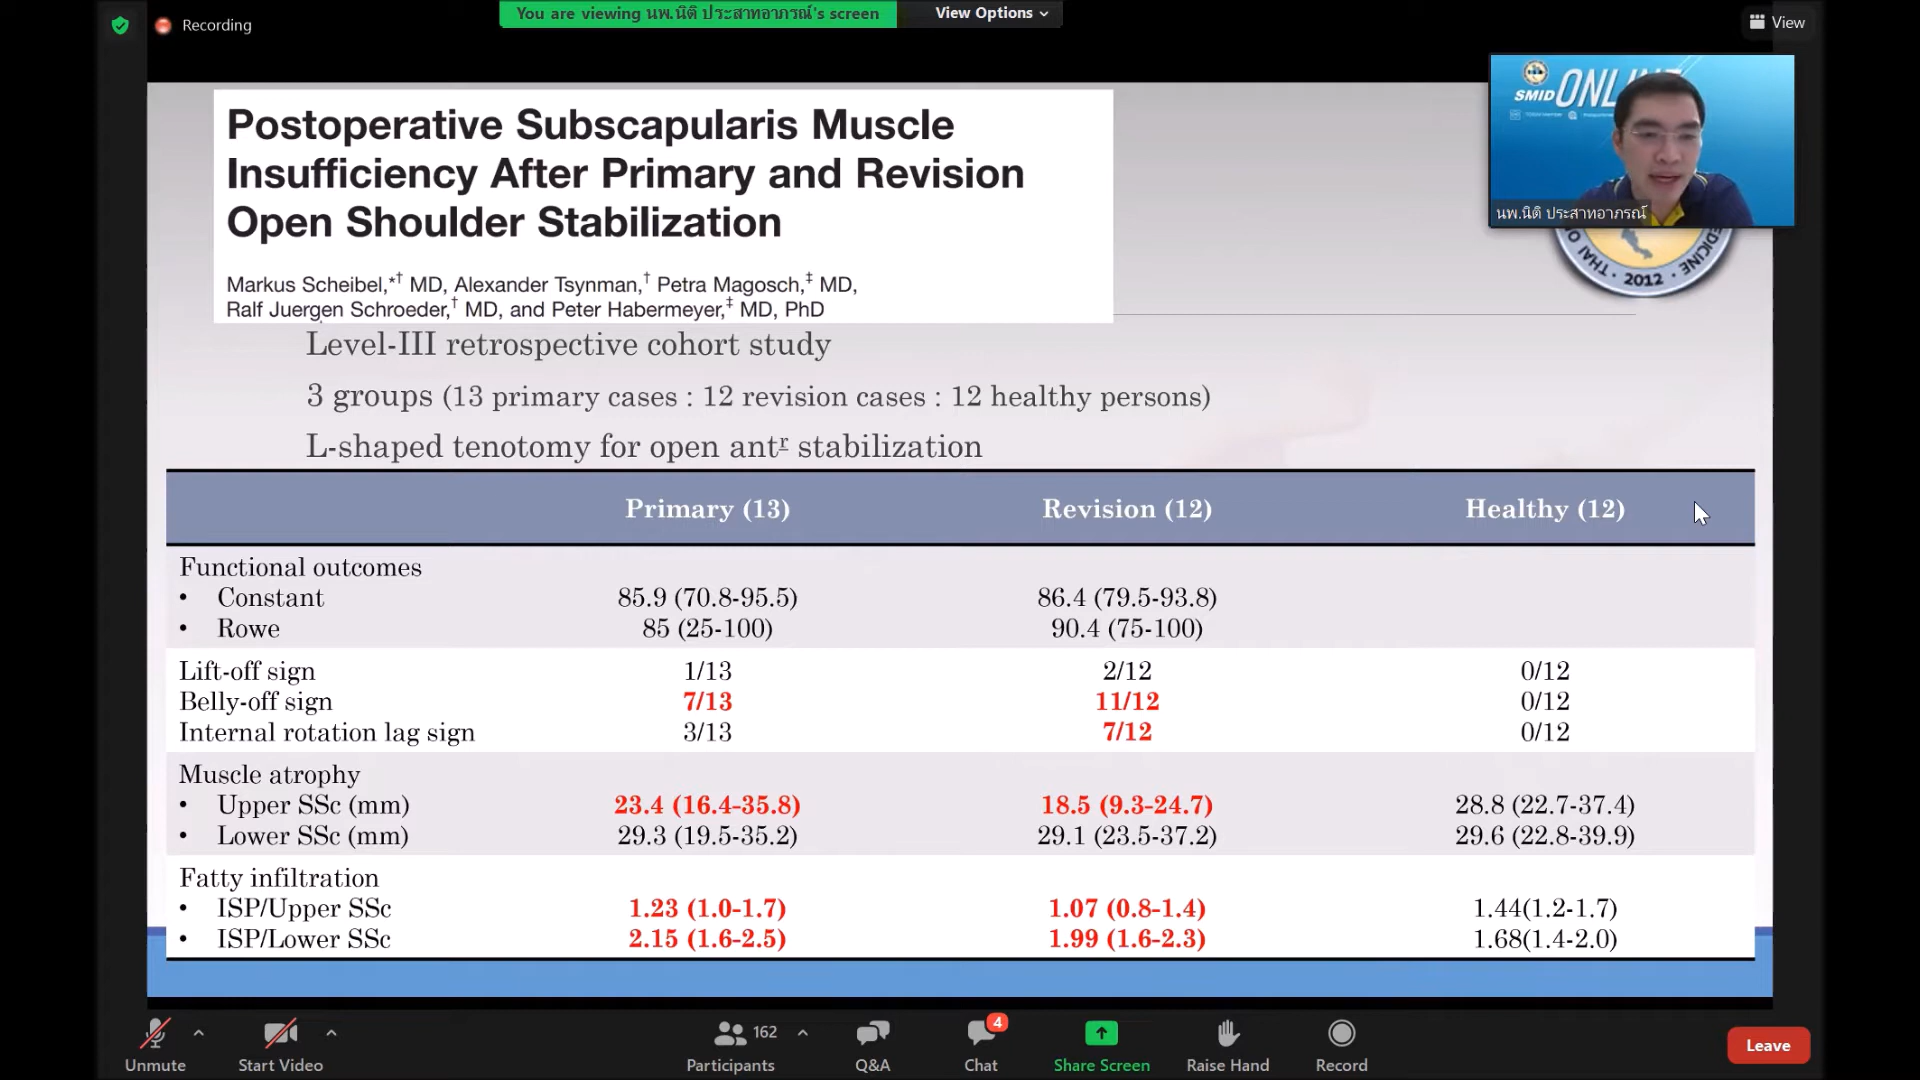 Recording
You are viewing นพ.นิติ ประสาทอาภรณ์'s screen
View Options
View
Postoperative Subscapularis Muscle
Insufficiency After Primary and Revision
Open Shoulder Stabilization
Markus Scheibel,*† MD, Alexander Tsynman,† Petra Magosch,‡ MD,
Ralf Juergen Schroeder,† MD, and Peter Habermeyer,‡ MD, PhD
SMID ONLINE
นพ.นิติ ประสาทอาภรณ์
THAI
2012
MEDICINE
Level-III retrospective cohort study
3 groups (13 primary cases : 12 revision cases : 12 healthy persons)
L-shaped tenotomy for open antr stabilization
Primary (13) Revision (12) Healthy (12)
Functional outcomes
• Constant 85.9 (70.8-95.5) 86.4 (79.5-93.8)
• Rowe 85 (25-100) 90.4 (75-100)
Lift-off sign 1/13 2/12 0/12
Belly-off sign 7/13 11/12 0/12
Internal rotation lag sign 3/13 7/12 0/12
Muscle atrophy
• Upper SSc (mm) 23.4 (16.4-35.8) 18.5 (9.3-24.7) 28.8 (22.7-37.4)
• Lower SSc (mm) 29.3 (19.5-35.2) 29.1 (23.5-37.2) 29.6 (22.8-39.9)
Fatty infiltration
• ISP/Upper SSc 1.23 (1.0-1.7) 1.07 (0.8-1.4) 1.44(1.2-1.7)
• ISP/Lower SSc 2.15 (1.6-2.5) 1.99 (1.6-2.3) 1.68(1.4-2.0)
162
4
Unmute
Start Video
Participants
Q&A
Chat
Share Screen
Raise Hand
Record
Leave